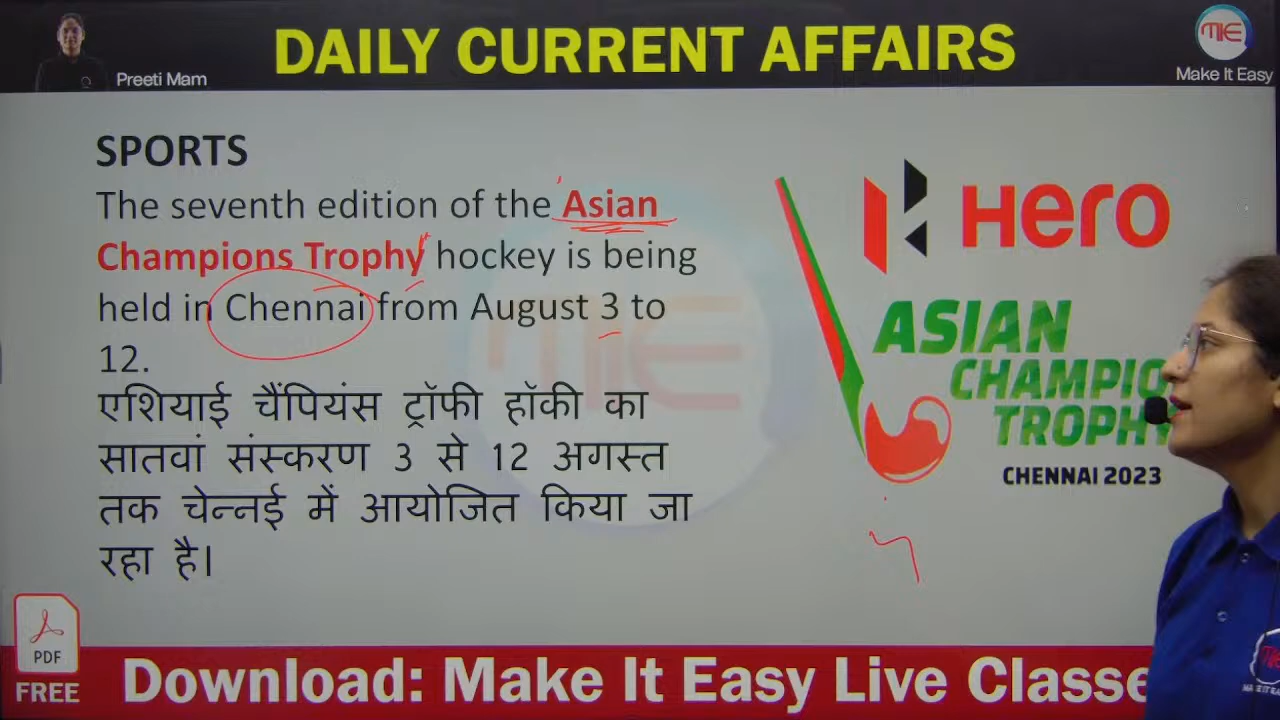 DAILY CURRENT AFFAIRS
Preeti Mam
MIE
Make It Easy
SPORTS
The seventh edition of the Asian
Champions Trophy hockey is being
held in Chennai from August 3 to
12.
एशियाई चैंपियंस ट्रॉफी हॉकी का
सातवां संस्करण 3 से 12 अगस्त
तक चेन्नई में आयोजित किया जा
रहा है।
Hero
ASIAN
CHAMPIO
TROPHY
CHENNAI 2023
PDF
FREE
Download: Make It Easy Live Classe